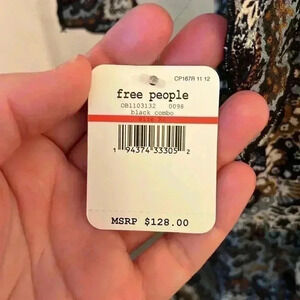 CP167R 11 12
free people
OB1103132 0098
black combo
1 94374 33305 2
MSRP $128.00